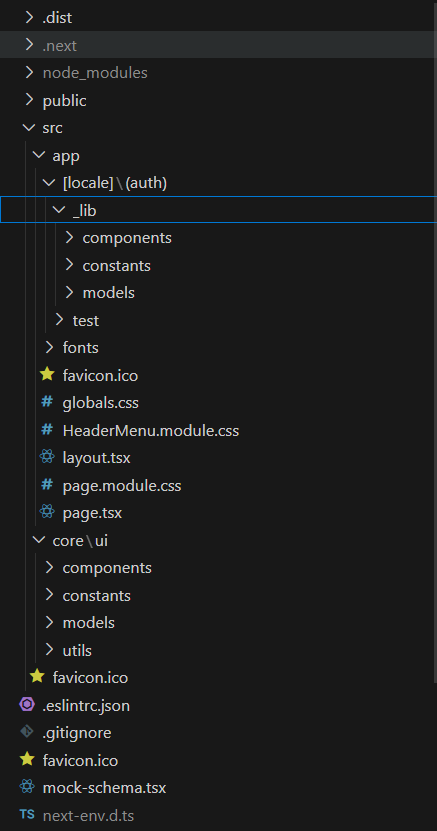 .dist
.next
node_modules
public
src
app
[locale]\(auth)
_lib
components
constants
models
test
fonts
favicon.ico
# globals.css
# HeaderMenu.module.css
layout.tsx
# page.module.css
page.tsx
core\ui
components
constants
models
utils
favicon.ico
.eslintrc.json
.gitignore
favicon.ico
mock-schema.tsx
TS next-env.d.ts